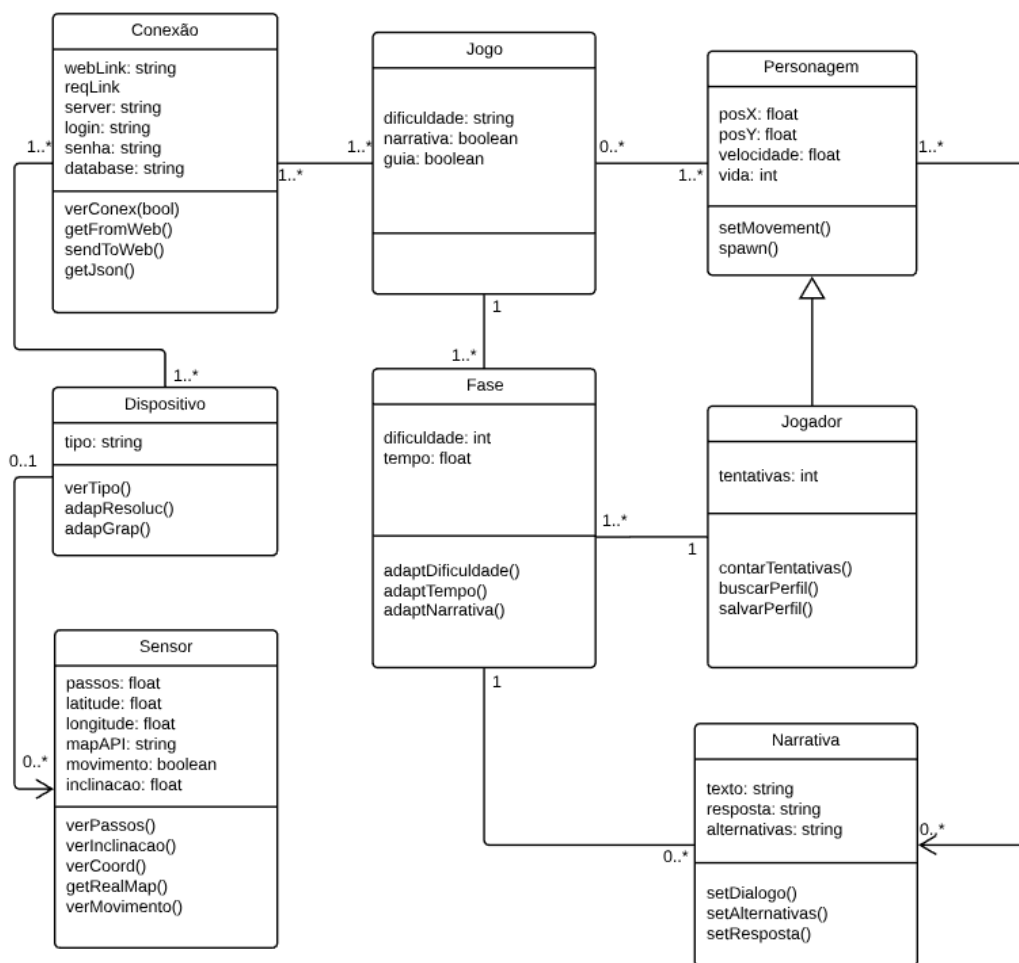 Conexão
webLink: string
reqLink
server: string
login: string
senha: string
database: string
verConex(bool)
getFromWeb()
sendToWeb()
getJson()
1..*
1..*
1..*
Jogo
dificuldade: string
narrativa: boolean
guia: boolean
0..*
1..*
Personagem
posX: float
posY: float
velocidade: float
vida: int
setMovement()
spawn()
1..*
1
1..*
1..*
Dispositivo
tipo: string
verTipo()
adapResoluc()
adapGrap()
0..1
Fase
dificuldade: int
tempo: float
adaptDificuldade()
adaptTempo()
adaptNarrativa()
1..*
1
Jogador
tentativas: int
contarTentativas()
buscarPerfil()
salvarPerfil()
Sensor
passos: float
latitude: float
longitude: float
mapAPI: string
movimento: boolean
inclinacao: float
verPassos()
verInclinacao()
verCoord()
getRealMap()
verMovimento()
0..*
1
0..*
Narrativa
texto: string
resposta: string
alternativas: string
setDialogo()
setAlternativas()
setResposta()
0..*